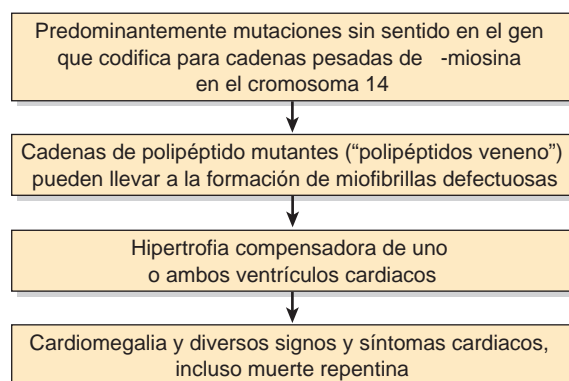 Predominantemente mutaciones sin sentido en el gen
que codifica para cadenas pesadas de -miosina
en el cromosoma 14
Cadenas de polipéptido mutantes (“polipéptidos veneno”)
pueden llevar a la formación de miofibrillas defectuosas
Hipertrofia compensadora de uno
o ambos ventrículos cardiacos
Cardiomegalia y diversos signos y síntomas cardiacos,
incluso muerte repentina